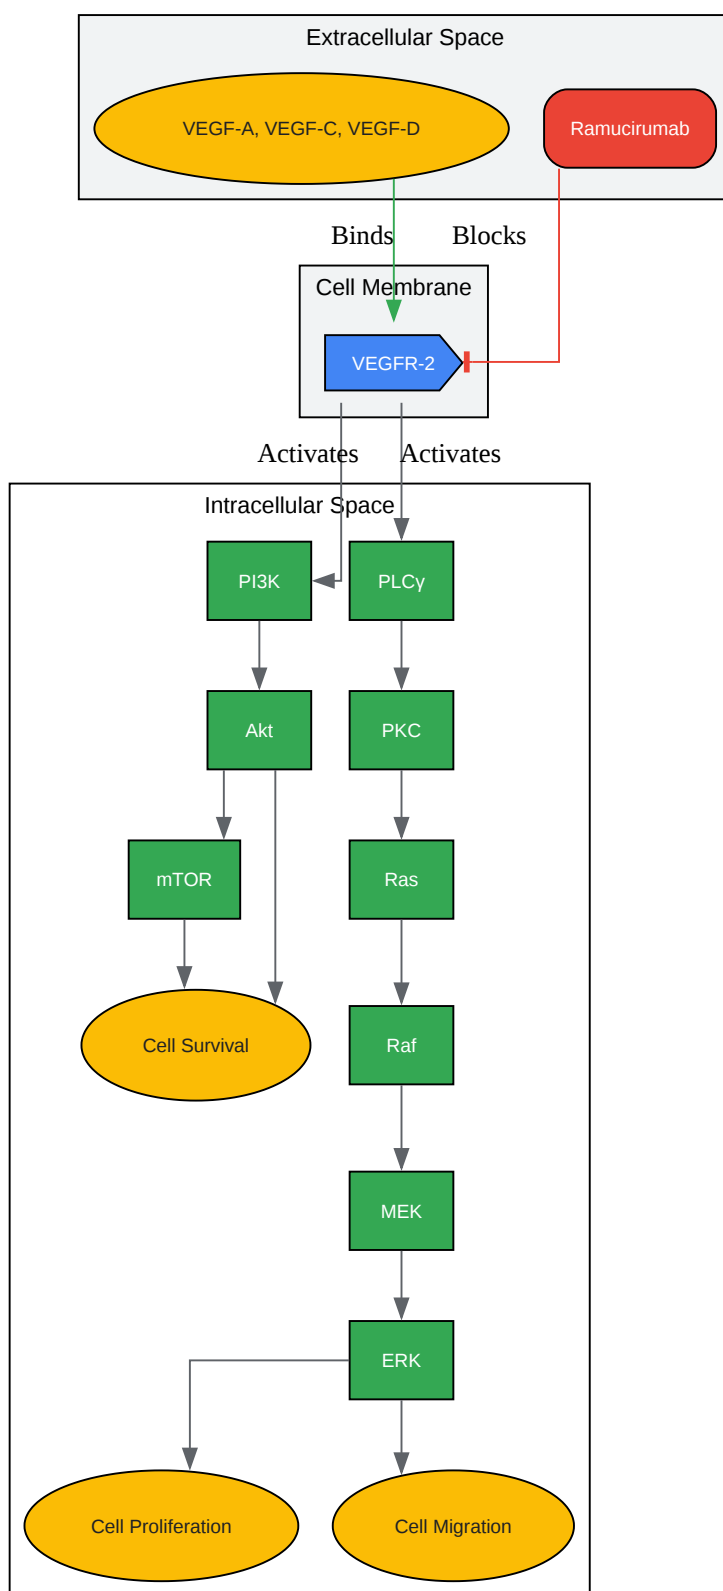 Extracellular Space
VEGF-A, VEGF-C, VEGF-D
Ramucirumab
Binds
Blocks
Cell Membrane
VEGFR-2
Activates
Activates
Intracellular Space
PI3K
PLCγ
Akt
PKC
mTOR
Ras
Cell Survival
Raf
MEK
ERK
Cell Proliferation
Cell Migration